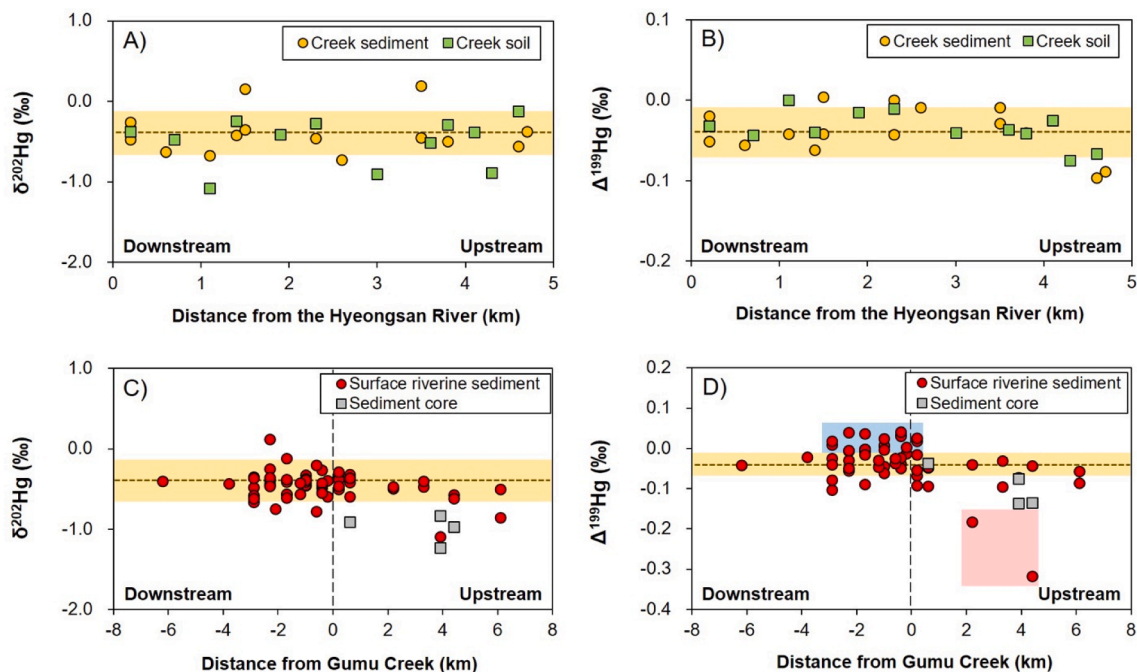 A)
Creek sediment Creek soil
1.0
0.0
-1.0
-2.0
δ²⁰²Hg (‰)
Downstream Upstream
0 1 2 3 4 5
Distance from the Hyeongsan River (km)
B)
Creek sediment Creek soil
0.1
0.0
-0.1
-0.2
Δ¹⁹⁹Hg (‰)
Downstream Upstream
0 1 2 3 4 5
Distance from the Hyeongsan River (km)
C)
Surface riverine sediment
Sediment core
1.0
0.0
-1.0
-2.0
δ²⁰²Hg (‰)
Downstream Upstream
-8 -6 -4 -2 0 2 4 6 8
Distance from Gumu Creek (km)
D)
Surface riverine sediment
Sediment core
0.2
0.1
0.0
-0.1
-0.2
-0.3
-0.4
Δ¹⁹⁹Hg (‰)
Downstream Upstream
-8 -6 -4 -2 0 2 4 6 8
Distance from Gumu Creek (km)